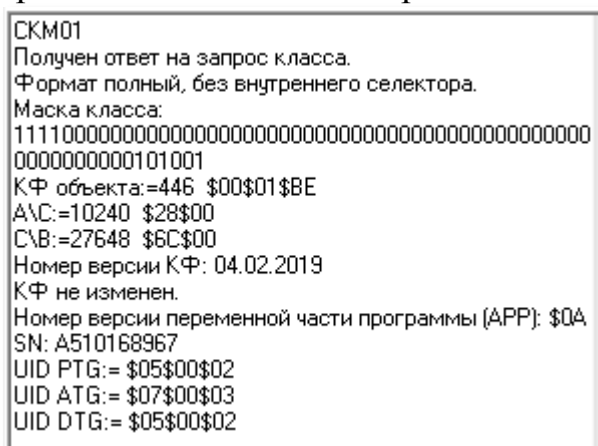 СКМ01
Получен ответ на запрос класса.
Формат полный, без внутреннего селектора.
Маска класса:
111100000000000000000000000000000000000000000000
0000000000101001
КФ объекта:=446 $00$01$BE
А\С:=10240 $28$00
С\В:=27648 $6C$00
Номер версии КФ: 04.02.2019
КФ не изменен.
Номер версии переменной части программы (APP): $0A
SN: A510168967
UID PTG:= $05$00$02
UID ATG:= $07$00$03
UID DTG:= $05$00$02